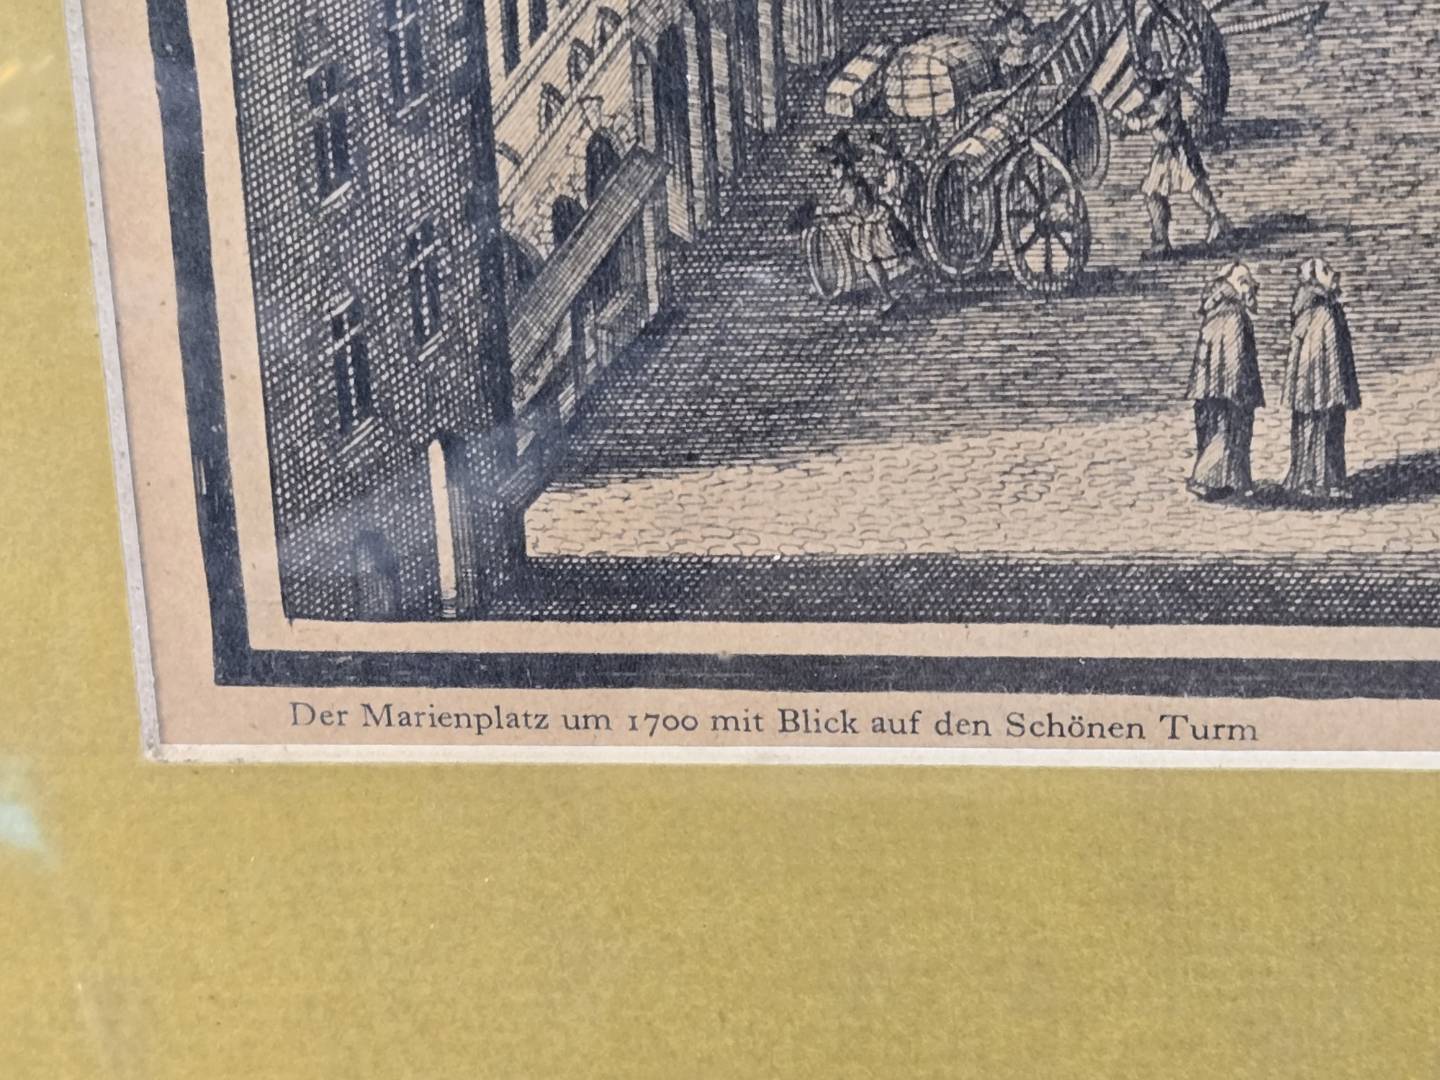 Der Marienplatz um 1700 mit Blick auf den Schönen Turm